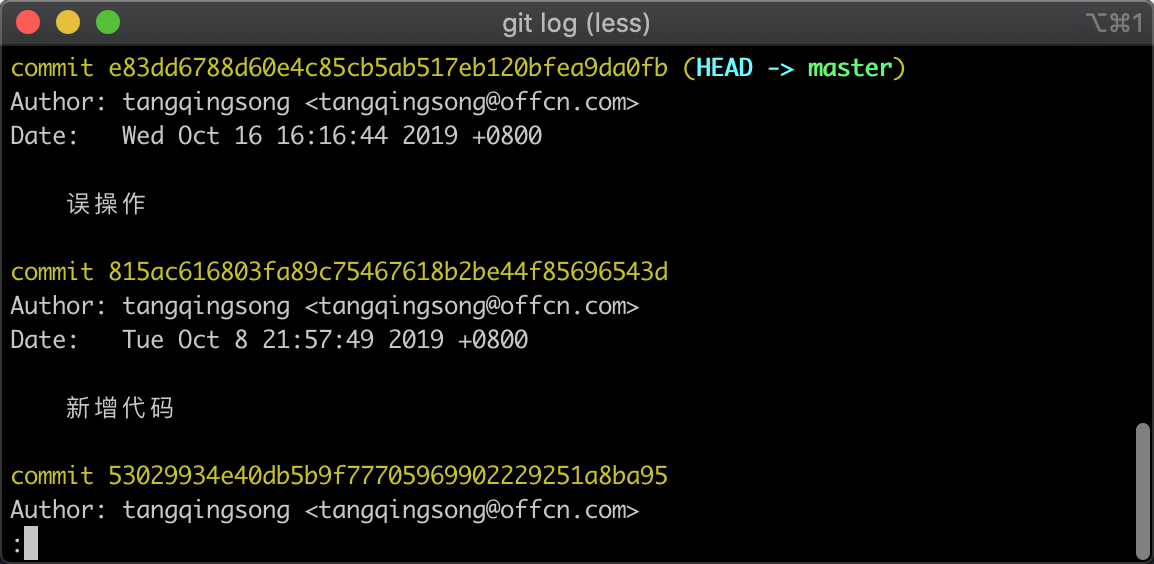 git log (less)
⌥⌘1
commit e83dd6788d60e4c85cb5ab517eb120bfea9da0fb (HEAD -> master)
Author: tangqingsong <tangqingsong@offcn.com>
Date:   Wed Oct 16 16:16:44 2019 +0800
误操作
commit 815ac616803fa89c75467618b2be44f85696543d
Author: tangqingsong <tangqingsong@offcn.com>
Date:   Tue Oct 8 21:57:49 2019 +0800
新增代码
commit 53029934e40db5b9f77705969902229251a8ba95
Author: tangqingsong <tangqingsong@offcn.com>
: